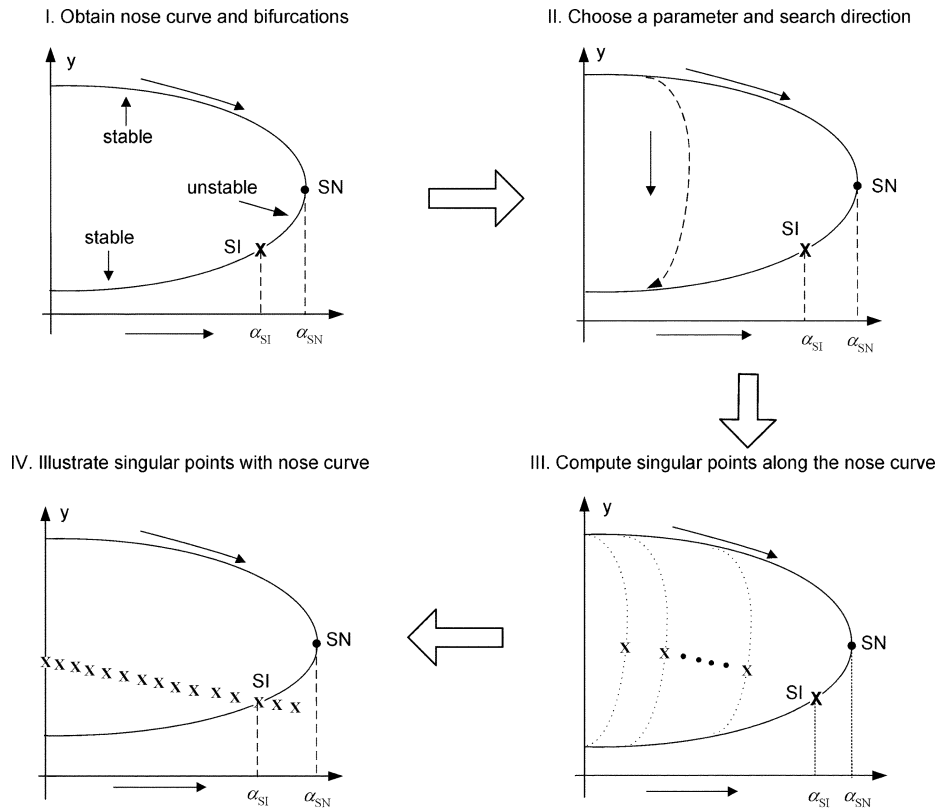 I. Obtain nose curve and bifurcations
y
stable
unstable
SN
stable
SI
X
α_SI
α_SN
II. Choose a parameter and search direction
y
SN
SI
X
α_SI
α_SN
IV. Illustrate singular points with nose curve
y
SN
X X X X X X X X X X X X X X X X X
SI
α_SI
α_SN
III. Compute singular points along the nose curve
y
X X X
SN
SI
X
α_SI
α_SN